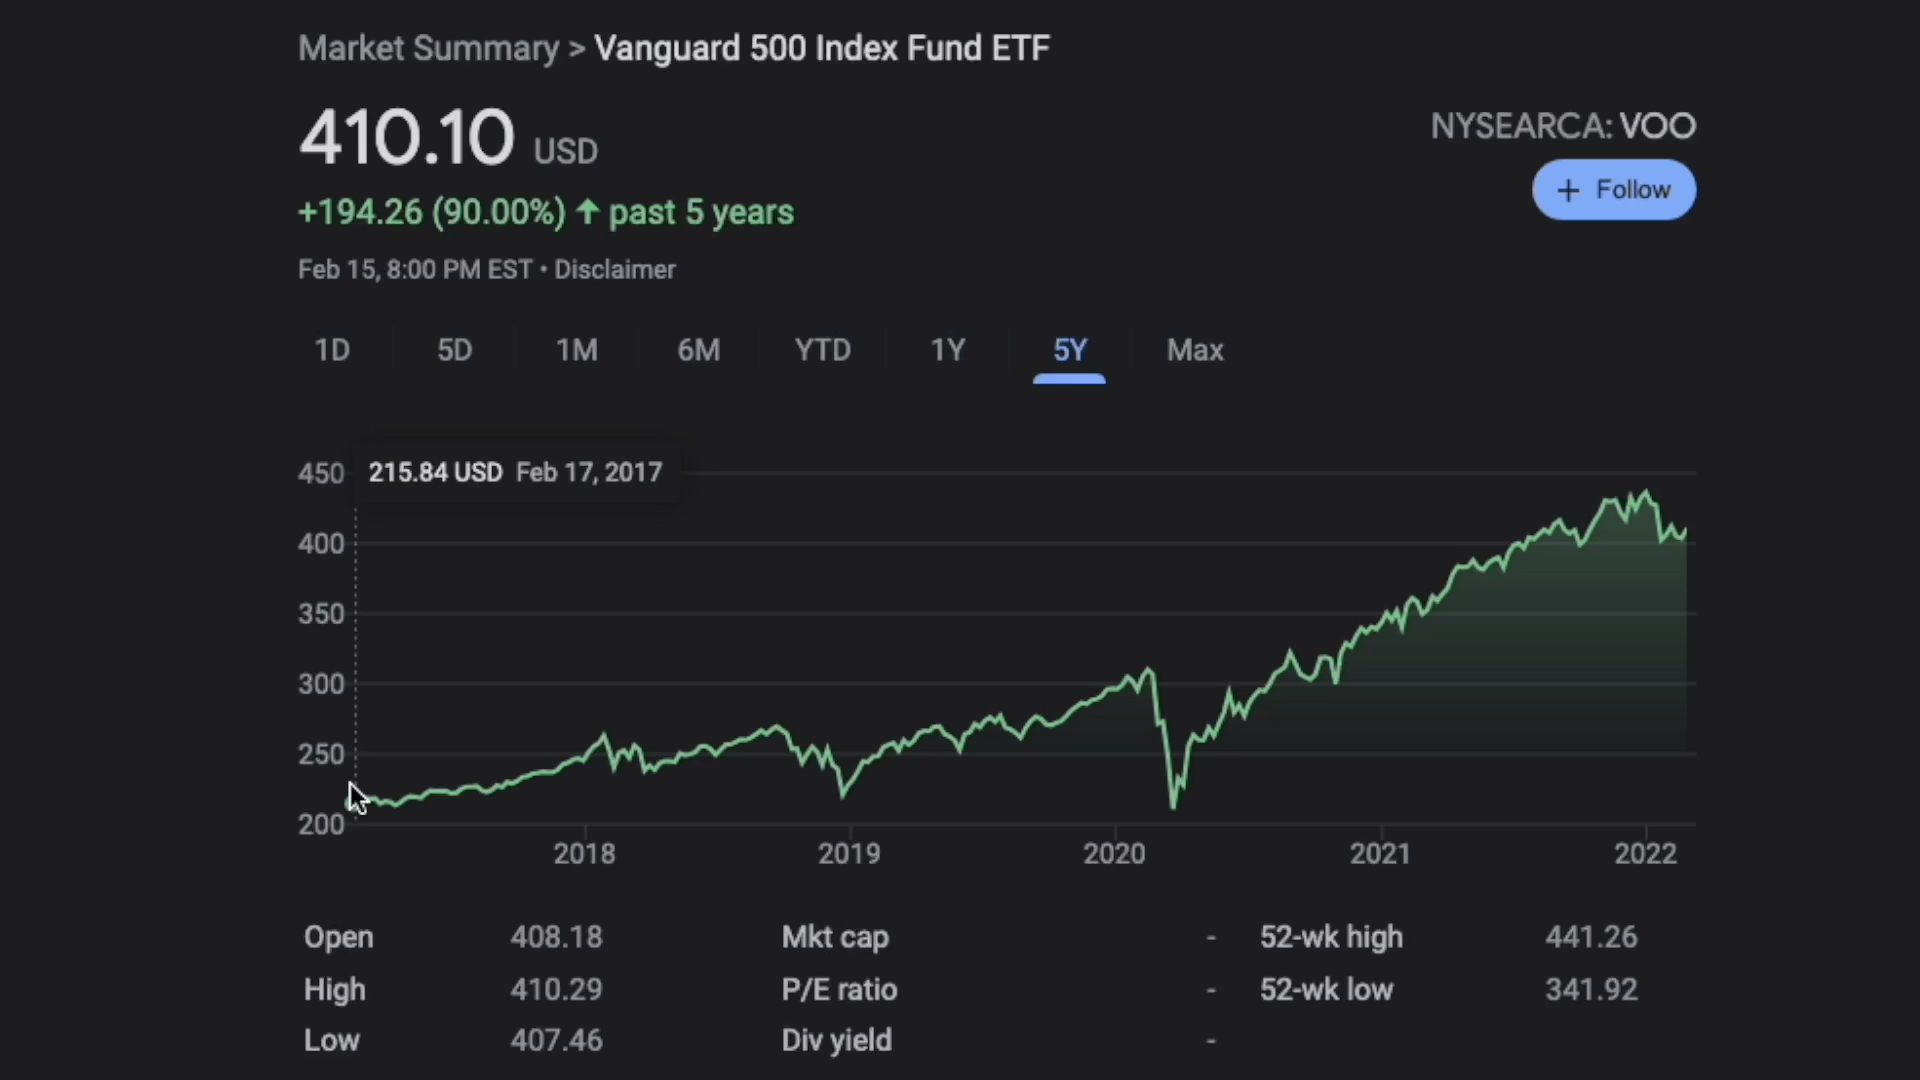 Market Summary > Vanguard 500 Index Fund ETF
410.10 USD
NYSEARCA: VOO
+ Follow
+194.26 (90.00%) ↑ past 5 years
Feb 15, 8:00 PM EST • Disclaimer
1D 5D 1M 6M YTD 1Y 5Y Max
215.84 USD Feb 17, 2017
450
400
350
300
250
200
2018 2019 2020 2021 2022
Open 408.18 Mkt cap - 52-wk high 441.26
High 410.29 P/E ratio - 52-wk low 341.92
Low 407.46 Div yield -